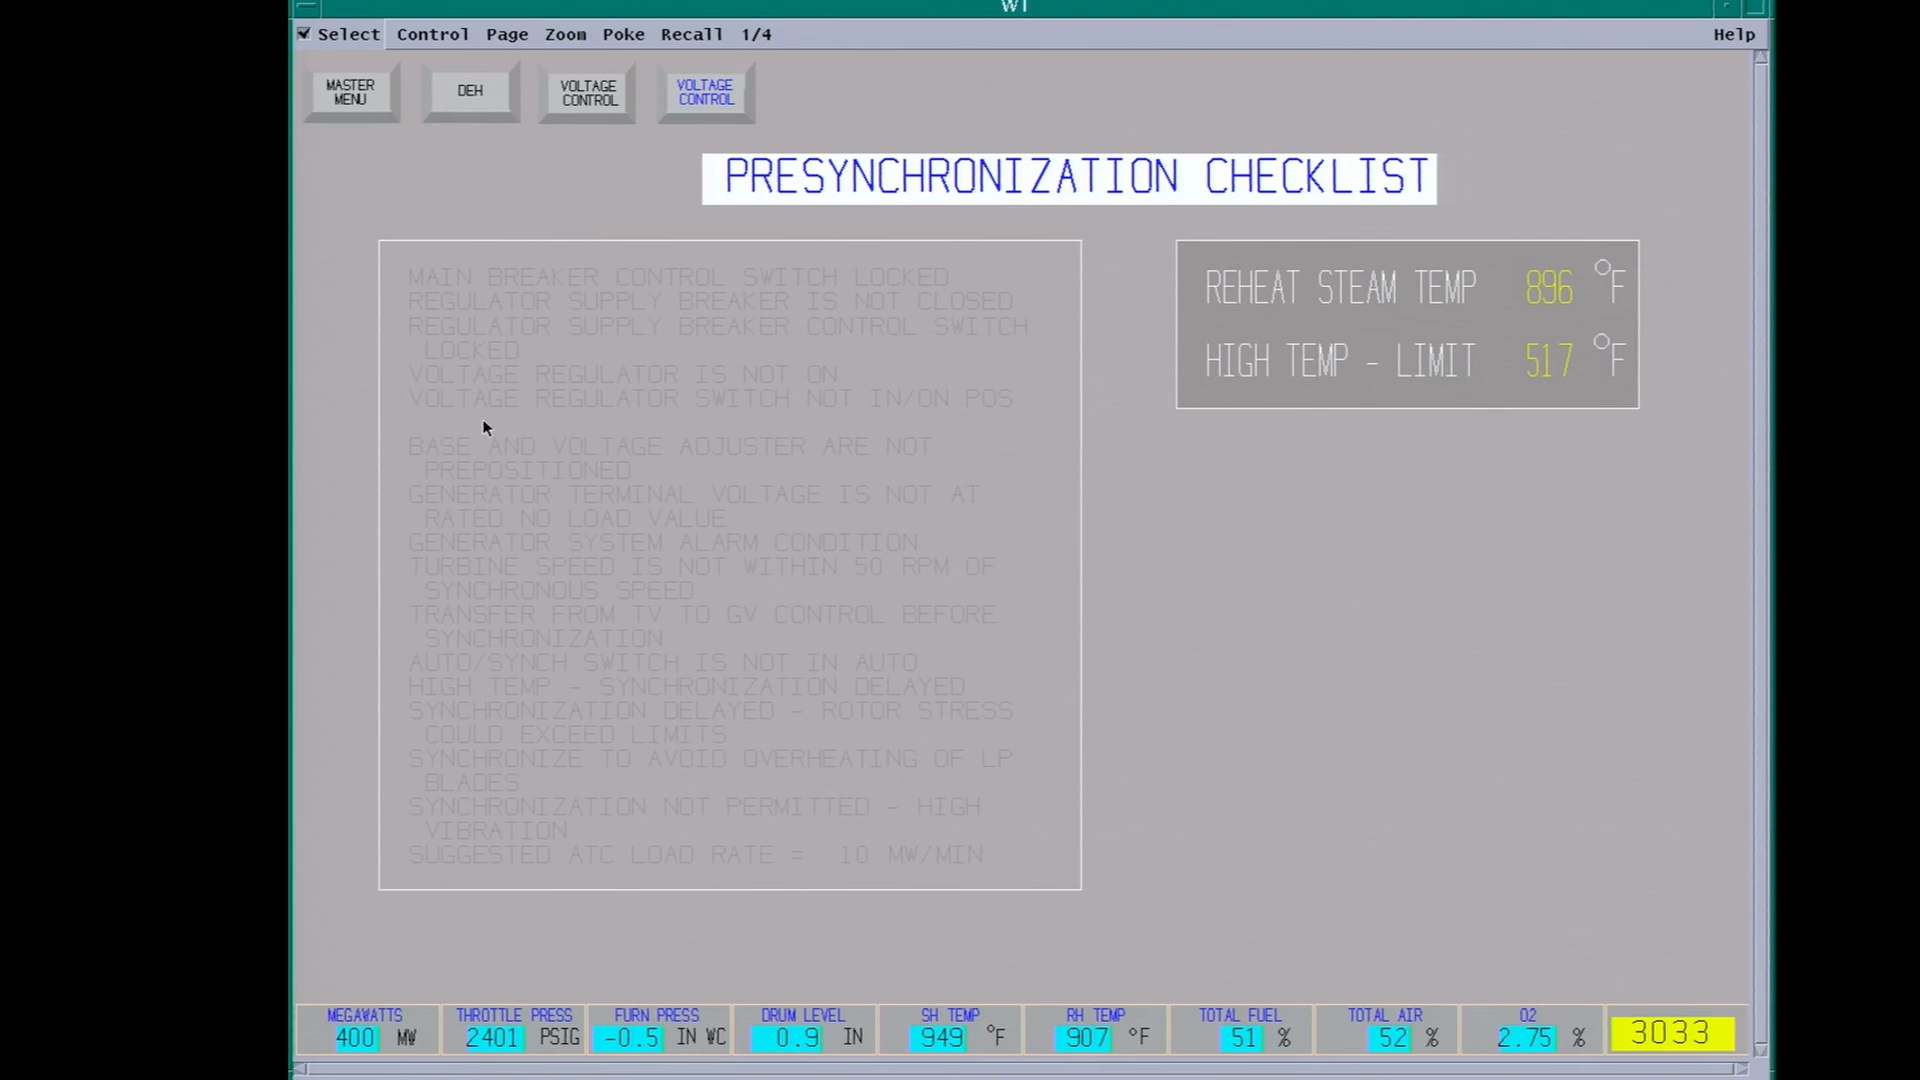 WT
Select Control Page Zoom Poke Recall 1/4 Help
MASTER MENU
DEH
VOLTAGE CONTROL
VOLTAGE CONTROL
PRESYNCHRONIZATION CHECKLIST
MAIN BREAKER CONTROL SWITCH LOCKED
REGULATOR SUPPLY BREAKER IS NOT CLOSED
REGULATOR SUPPLY BREAKER CONTROL SWITCH
LOCKED
VOLTAGE REGULATOR IS NOT ON
VOLTAGE REGULATOR SWITCH NOT IN/ON POS
BASE AND VOLTAGE ADJUSTER ARE NOT
PREPOSITIONED
GENERATOR TERMINAL VOLTAGE IS NOT AT
RATED NO LOAD VALUE
GENERATOR SYSTEM ALARM CONDITION
TURBINE SPEED IS NOT WITHIN 50 RPM OF
SYNCHRONOUS SPEED
TRANSFER FROM TV TO GV CONTROL BEFORE
SYNCHRONIZATION
AUTO/SYNCH SWITCH IS NOT IN AUTO
HIGH TEMP - SYNCHRONIZATION DELAYED
SYNCHRONIZATION DELAYED - ROTOR STRESS
COULD EXCEED LIMITS
SYNCHRONIZE TO AVOID OVERHEATING OF LP
BLADES
SYNCHRONIZATION NOT PERMITTED - HIGH
VIBRATION
SUGGESTED ATC LOAD RATE = 10 MW/MIN
REHEAT STEAM TEMP 896 °F
HIGH TEMP - LIMIT 517 °F
MEGAWATTS
400 MW
THROTTLE PRESS
2401 PSIG
FURN PRESS
-0.5 IN WC
DRUM LEVEL
0.9 IN
SH TEMP
949 °F
RH TEMP
907 °F
TOTAL FUEL
51 %
TOTAL AIR
52 %
O2
2.75 %
3033